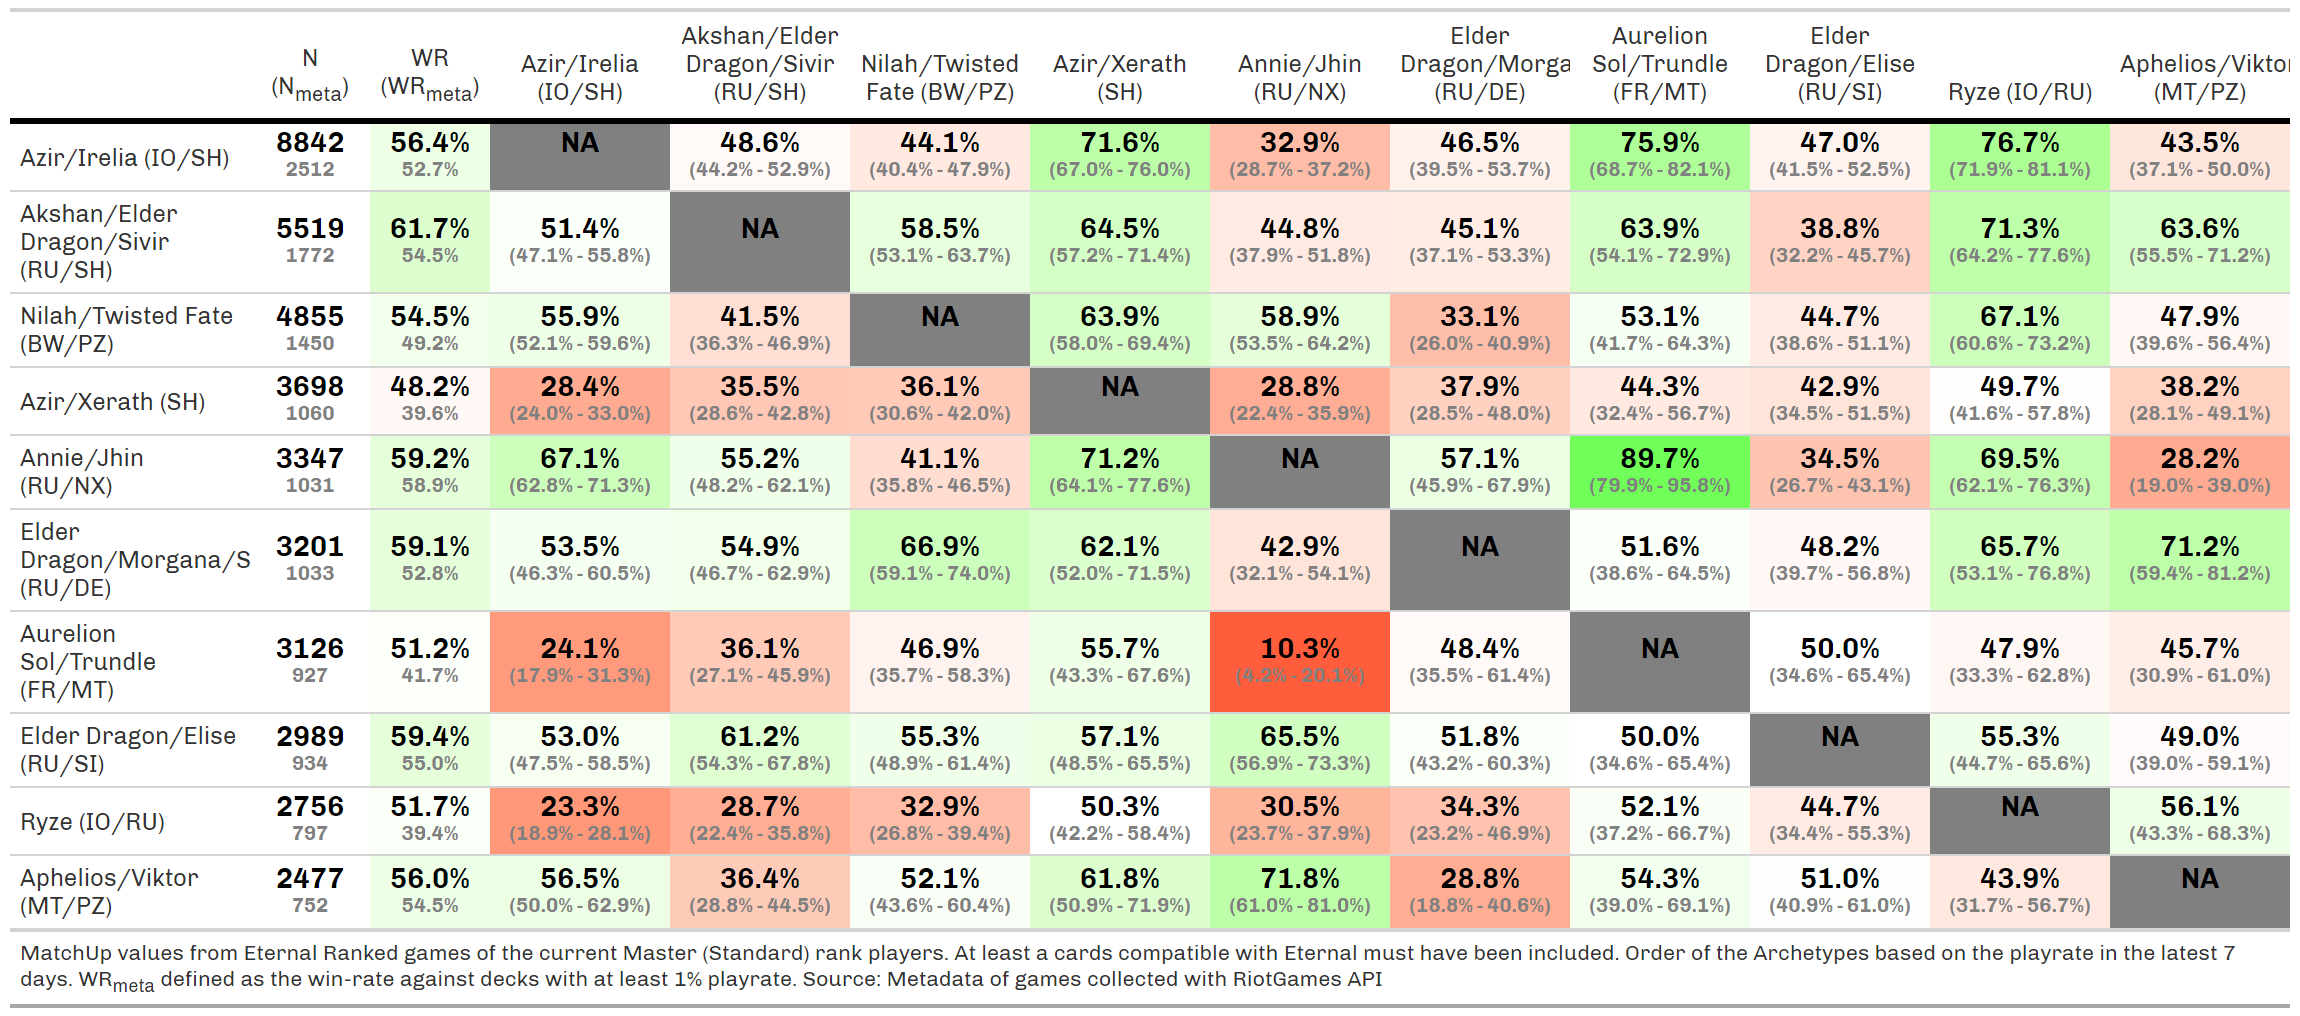 N (N_meta) WR (WR_meta) Azir/Irelia (IO/SH) Akshan/Elder Dragon/Sivir (RU/SH) Nilah/Twisted Fate (BW/PZ) Azir/Xerath (SH) Annie/Jhin (RU/NX) Elder Dragon/Morga (RU/DE) Aurelion Sol/Trundle (FR/MT) Elder Dragon/Elise (RU/SI) Ryze (IO/RU) Aphelios/Viktor (MT/PZ)
Azir/Irelia (IO/SH) 8842 56.4% NA 48.6% 44.1% 71.6% 32.9% 46.5% 75.9% 47.0% 76.7% 43.5%
2512 52.7% (44.2% - 52.9%) (40.4% - 47.9%) (67.0% - 76.0%) (28.7% - 37.2%) (39.5% - 53.7%) (68.7% - 82.1%) (41.5% - 52.5%) (71.9% - 81.1%) (37.1% - 50.0%)
Akshan/Elder Dragon/Sivir (RU/SH) 5519 61.7% 51.4% NA 58.5% 64.5% 44.8% 45.1% 63.9% 38.8% 71.3% 63.6%
1772 54.5% (47.1% - 55.8%) (53.1% - 63.7%) (57.2% - 71.4%) (37.9% - 51.8%) (37.1% - 53.3%) (54.1% - 72.9%) (32.2% - 45.7%) (64.2% - 77.6%) (55.5% - 71.2%)
Nilah/Twisted Fate (BW/PZ) 4855 54.5% 55.9% 41.5% NA 63.9% 58.9% 33.1% 53.1% 44.7% 67.1% 47.9%
1450 49.2% (52.1% - 59.6%) (36.3% - 46.9%) (58.0% - 69.4%) (53.5% - 64.2%) (26.0% - 40.9%) (41.7% - 64.3%) (38.6% - 51.1%) (60.6% - 73.2%) (39.6% - 56.4%)
Azir/Xerath (SH) 3698 48.2% 28.4% 35.5% 36.1% NA 28.8% 37.9% 44.3% 42.9% 49.7% 38.2%
1060 39.6% (24.0% - 33.0%) (28.6% - 42.8%) (30.6% - 42.0%) (22.4% - 35.9%) (28.5% - 48.0%) (32.4% - 56.7%) (34.5% - 51.5%) (41.6% - 57.8%) (28.1% - 49.1%)
Annie/Jhin (RU/NX) 3347 59.2% 67.1% 55.2% 41.1% 71.2% NA 57.1% 89.7% 34.5% 69.5% 28.2%
1031 58.9% (62.8% - 71.3%) (48.2% - 62.1%) (35.8% - 46.5%) (64.1% - 77.6%) (45.9% - 67.9%) (79.9% - 95.8%) (26.7% - 43.1%) (62.1% - 76.3%) (19.0% - 39.0%)
Elder Dragon/Morgana/S (RU/DE) 3201 59.1% 53.5% 54.9% 66.9% 62.1% 42.9% NA 51.6% 48.2% 65.7% 71.2%
1033 52.8% (46.3% - 60.5%) (46.7% - 62.9%) (59.1% - 74.0%) (52.0% - 71.5%) (32.1% - 54.1%) (38.6% - 64.5%) (39.7% - 56.8%) (53.1% - 76.8%) (59.4% - 81.2%)
Aurelion Sol/Trundle (FR/MT) 3126 51.2% 24.1% 36.1% 46.9% 55.7% 10.3% 48.4% NA 50.0% 47.9% 45.7%
927 41.7% (17.9% - 31.3%) (27.1% - 45.9%) (35.7% - 58.3%) (43.3% - 67.6%) (4.2% - 20.1%) (35.5% - 61.4%) (34.6% - 65.4%) (33.3% - 62.8%) (30.9% - 61.0%)
Elder Dragon/Elise (RU/SI) 2989 59.4% 53.0% 61.2% 55.3% 57.1% 65.5% 51.8% 50.0% NA 55.3% 49.0%
934 55.0% (47.5% - 58.5%) (54.3% - 67.8%) (48.9% - 61.4%) (48.5% - 65.5%) (56.9% - 73.3%) (43.2% - 60.3%) (34.6% - 65.4%) (44.7% - 65.6%) (39.0% - 59.1%)
Ryze (IO/RU) 2756 51.7% 23.3% 28.7% 32.9% 50.3% 30.5% 34.3% 52.1% 44.7% NA 56.1%
797 39.4% (18.9% - 28.1%) (22.4% - 35.8%) (26.8% - 39.4%) (42.2% - 58.4%) (23.7% - 37.9%) (23.2% - 46.9%) (37.2% - 66.7%) (34.4% - 55.3%) (43.3% - 68.3%)
Aphelios/Viktor (MT/PZ) 2477 56.0% 56.5% 36.4% 52.1% 61.8% 71.8% 28.8% 54.3% 51.0% 43.9% NA
752 54.5% (50.0% - 62.9%) (28.8% - 44.5%) (43.6% - 60.4%) (50.9% - 71.9%) (61.0% - 81.0%) (18.8% - 40.6%) (39.0% - 69.1%) (40.9% - 61.0%) (31.7% - 56.7%)
MatchUp values from Eternal Ranked games of the current Master (Standard) rank players. At least a cards compatible with Eternal must have been included. Order of the Archetypes based on the playrate in the latest 7
days. WR_meta defined as the win-rate against decks with at least 1% playrate. Source: Metadata of games collected with RiotGames API